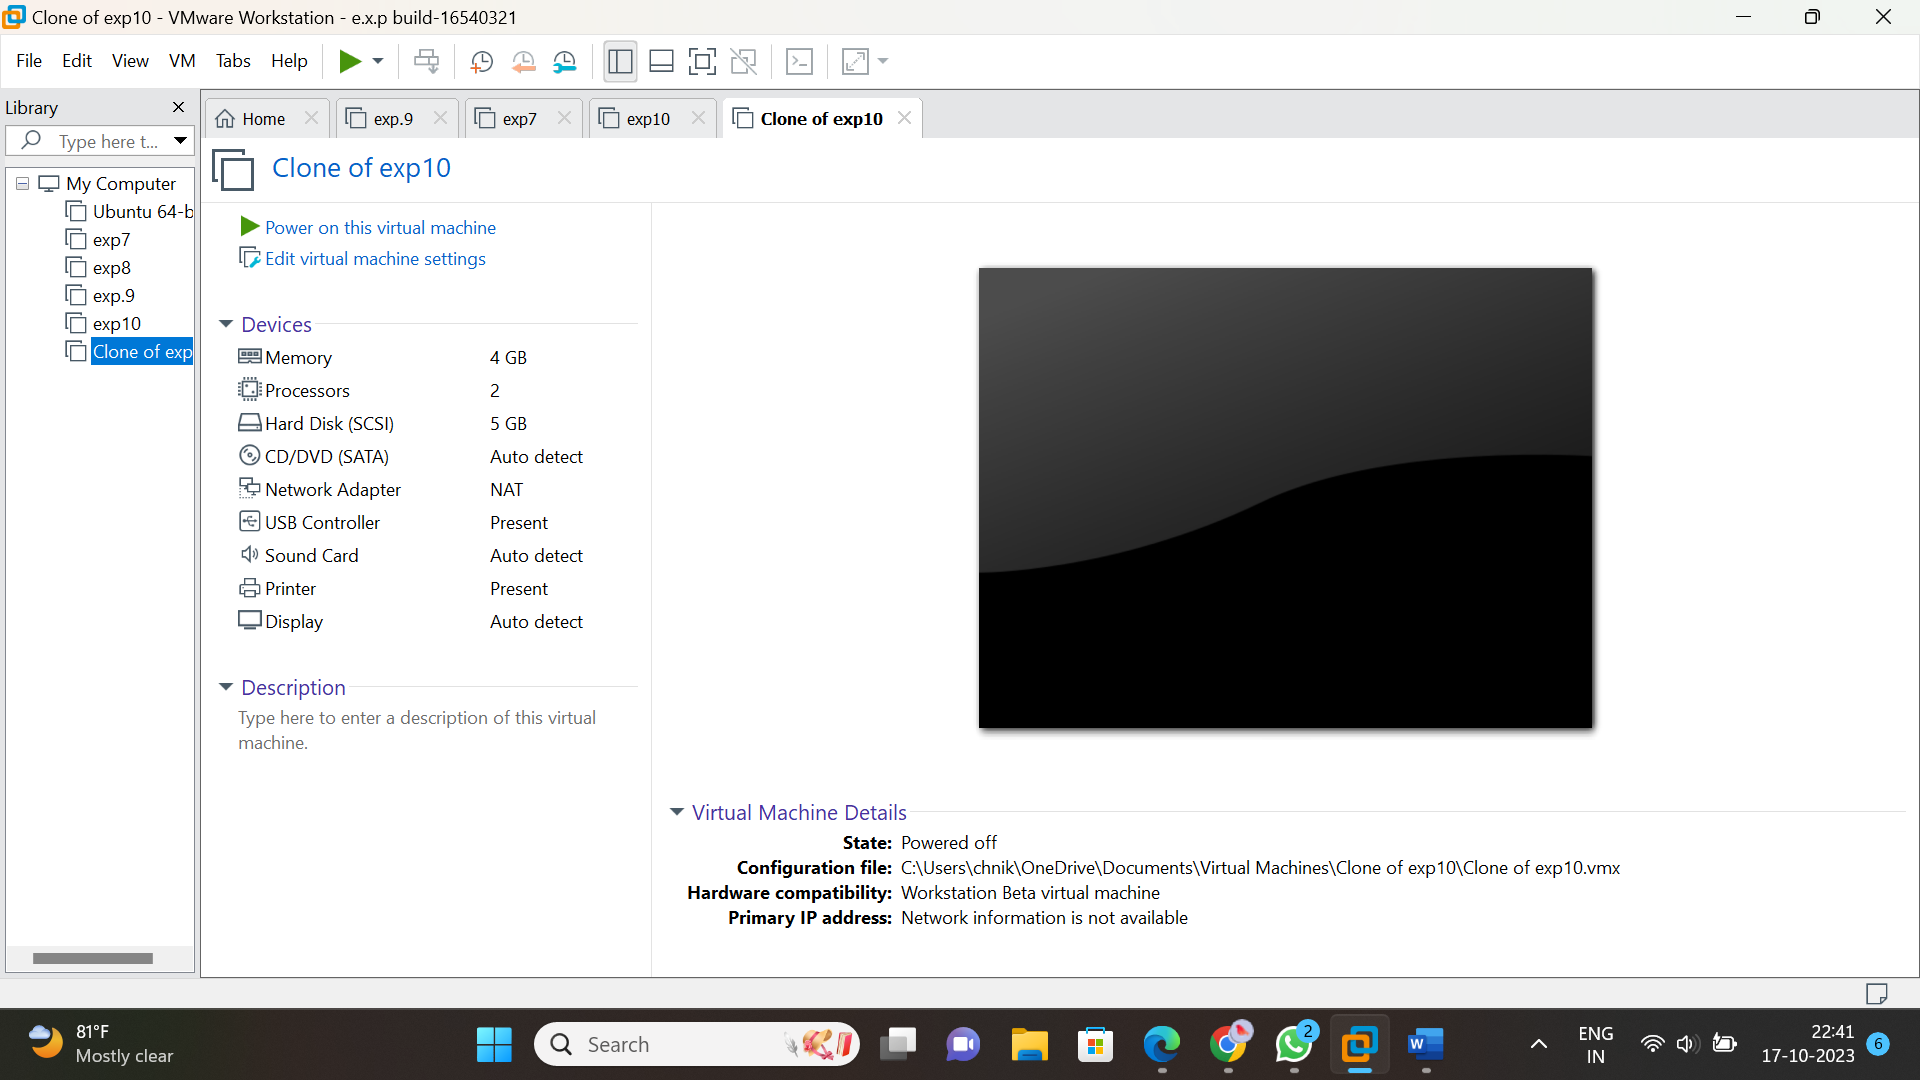 Clone of exp10 - VMware Workstation - e.x.p build-16540321
File Edit View VM Tabs Help
Library
Type here t...
My Computer
Ubuntu 64-b
exp7
exp8
exp.9
exp10
Clone of exp
Home exp.9 exp7 exp10 Clone of exp10
Clone of exp10
Power on this virtual machine
Edit virtual machine settings
Devices
Memory 4 GB
Processors 2
Hard Disk (SCSI) 5 GB
CD/DVD (SATA) Auto detect
Network Adapter NAT
USB Controller Present
Sound Card Auto detect
Printer Present
Display Auto detect
Description
Type here to enter a description of this virtual
machine.
Virtual Machine Details
State: Powered off
Configuration file: C:\Users\chnik\OneDrive\Documents\Virtual Machines\Clone of exp10\Clone of exp10.vmx
Hardware compatibility: Workstation Beta virtual machine
Primary IP address: Network information is not available
81°F
Mostly clear
Search
2
W
ENG
IN
22:41
17-10-2023
6